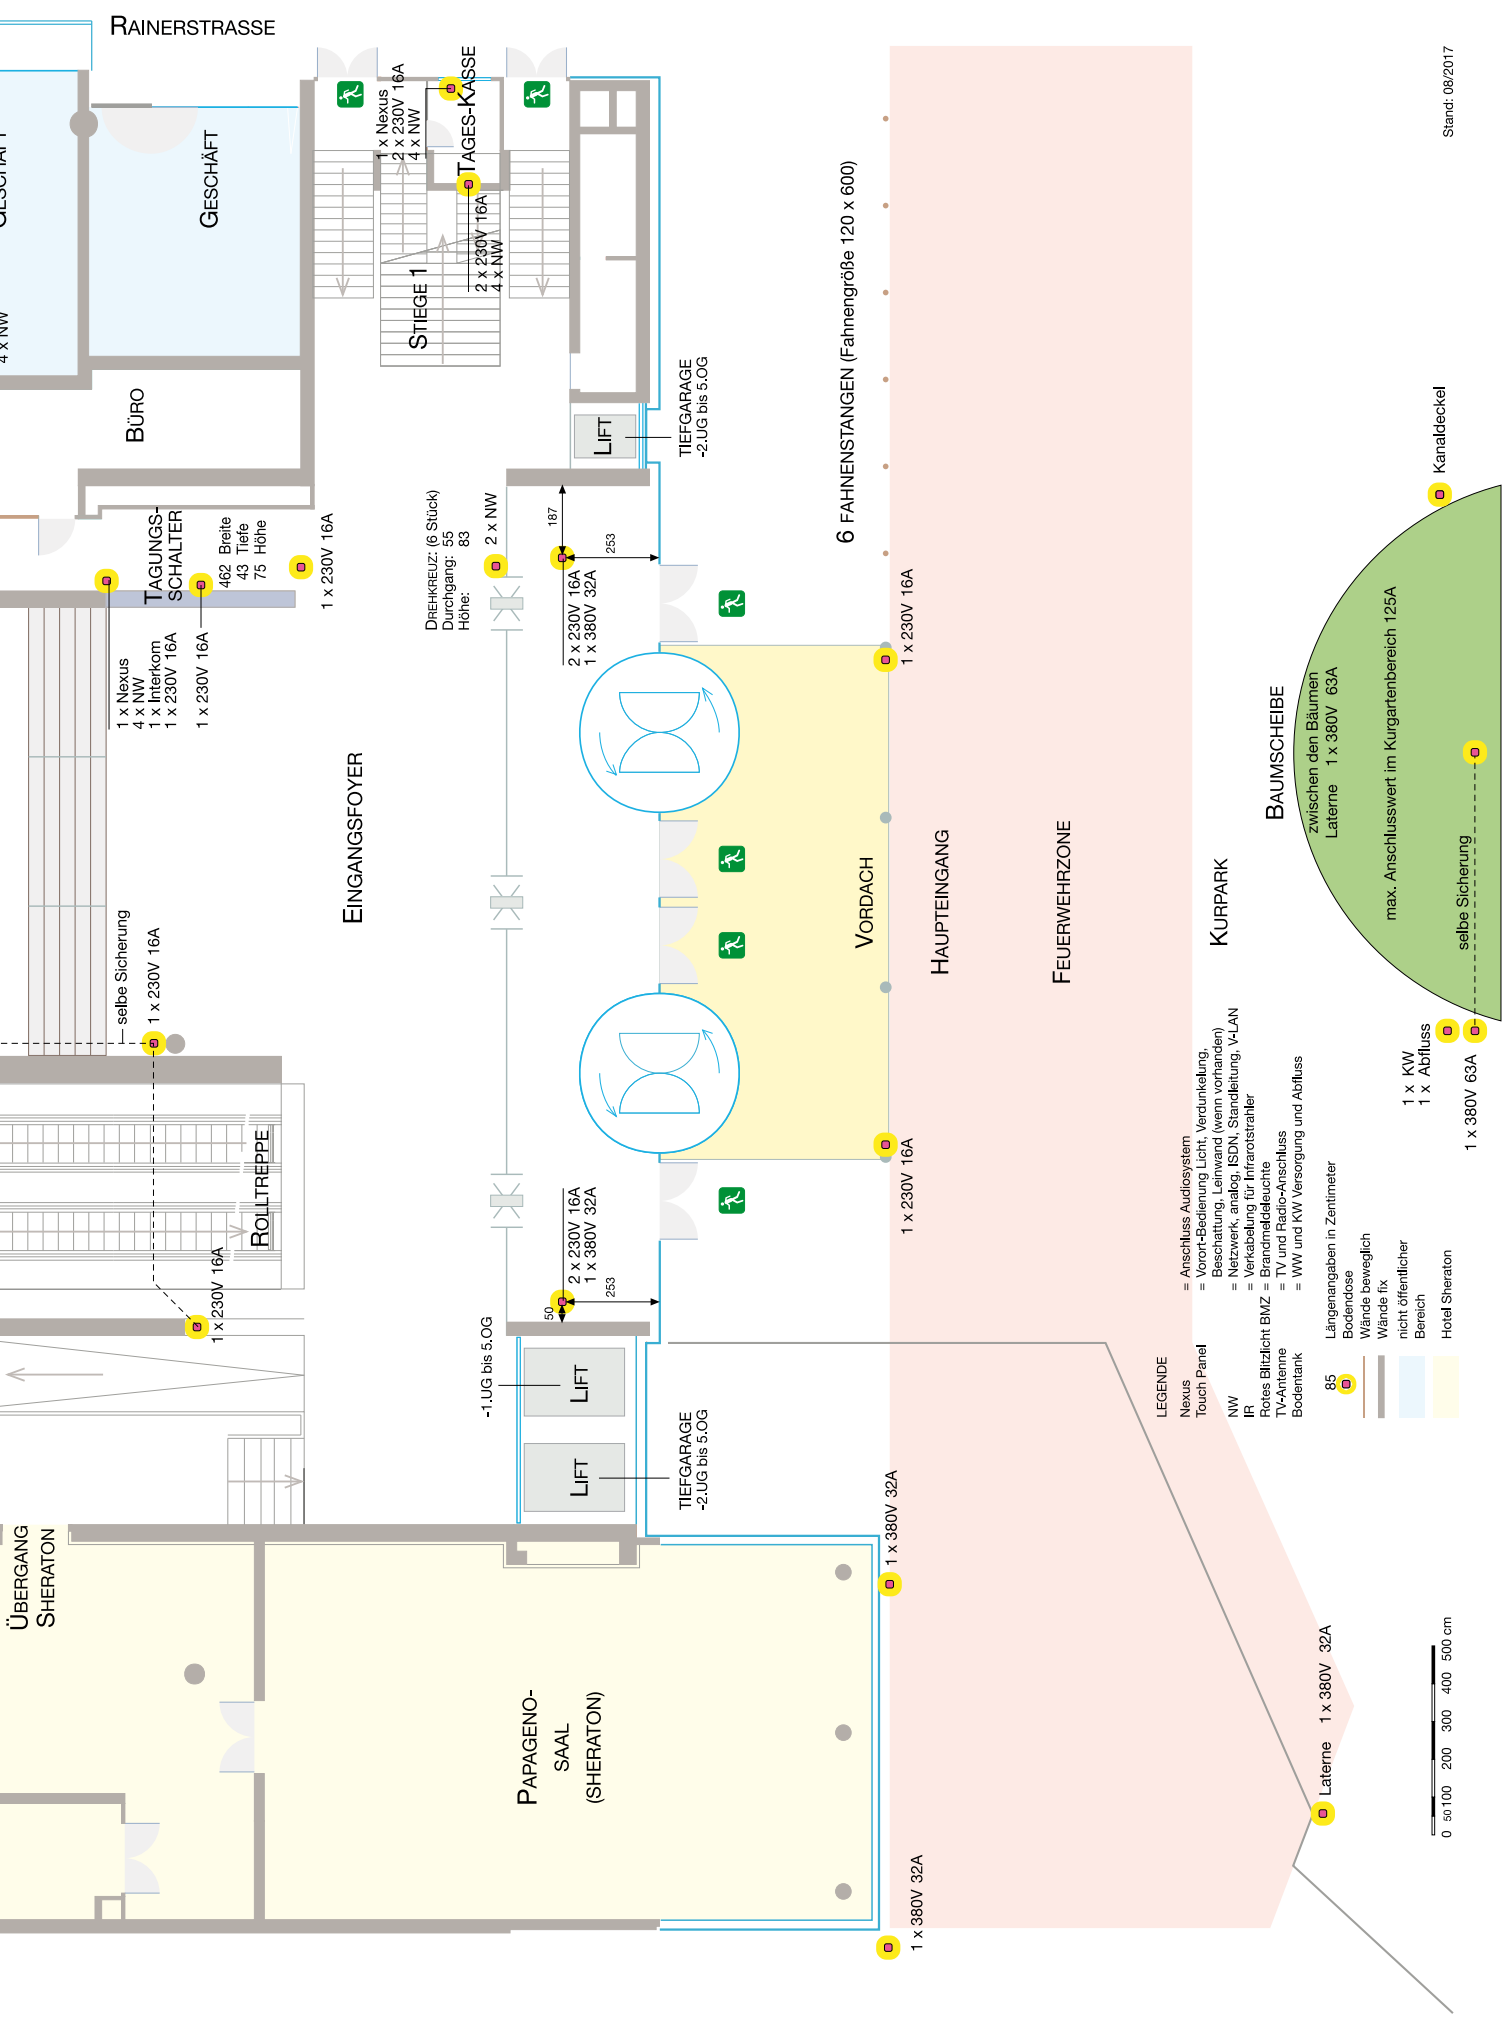 RAINERSTRASSE
GESCHÄFT
4 x NW
GESCHÄFT
BÜRO
1 x Nexus
2 x 230V 16A
4 x NW
TAGES-KASSE
2 x 230V 16A
4 x NW
STIEGE 1
LIFT
TIEFGARAGE
-2.UG bis 5.OG
TAGUNGS-
SCHALTER
462 Breite
43 Tiefe
75 Höhe
1 x 230V 16A
1 x Nexus
4 x NW
1 x Interkom
1 x 230V 16A
1 x 230V 16A
DREHKREUZ: (6 Stück)
Durchgang: 55
Höhe: 83
2 x NW
187
253
2 x 230V 16A
1 x 380V 32A
6 FAHNENSTANGEN (Fahnengröße 120 x 600)
1 x 230V 16A
EINGANGSFOYER
selbe Sicherung
1 x 230V 16A
ROLLTREPPE
1 x 230V 16A
VORDACH
HAUPTEINGANG
FEUERWEHRZONE
KURPARK
BAUMSCHEIBE
zwischen den Bäumen
Laterne 1 x 380V 63A
max. Anschlusswert im Kurgartenbereich 125A
selbe Sicherung
Kanaldeckel
Stand: 08/2017
1 x KW
1 x Abfluss
1 x 380V 63A
2 x 230V 16A
1 x 380V 32A
50
253
1 x 230V 16A
-1.UG bis 5.OG
LIFT
LIFT
TIEFGARAGE
-2.UG bis 5.OG
ÜBERGANG
SHERATON
PAPAGENO-
SAAL
(SHERATON)
1 x 380V 32A
1 x 380V 32A
Laterne 1 x 380V 32A
LEGENDE
Nexus = Anschluss Audiosystem
Touch Panel = Vorort-Bedienung Licht, Verdunkelung,
Beschattung, Leinwand (wenn vorhanden)
NW = Netzwerk, analog, ISDN, Standleitung, V-LAN
IR = Verkabelung für Infrarotstrahler
Rotes Blitzlicht BMZ = Brandmeldeleuchte
TV-Antenne = TV und Radio-Anschluss
Bodentank = WW und KW Versorgung und Abfluss
85 Längenangaben in Zentimeter
Bodendose
Wände beweglich
Wände fix
nicht öffentlicher
Bereich
Hotel Sheraton
0 50 100 200 300 400 500 cm